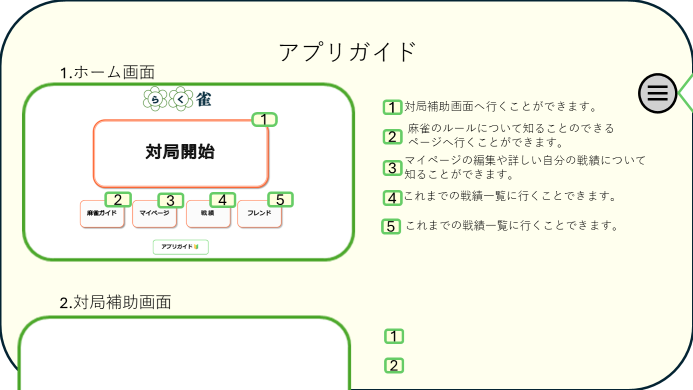 アプリガイド
1.ホーム画面
らく雀
1
対局開始
2
3
4
5
麻雀ガイド
マイページ
戦績
フレンド
アプリガイド
1 対局補助画面へ行くことができます。
2 麻雀のルールについて知ることのできる
ページへ行くことができます。
3 マイページの編集や詳しい自分の戦績について
知ることができます。
4 これまでの戦績一覧に行くことできます。
5 これまでの戦績一覧に行くことできます。
2.対局補助画面
1
2